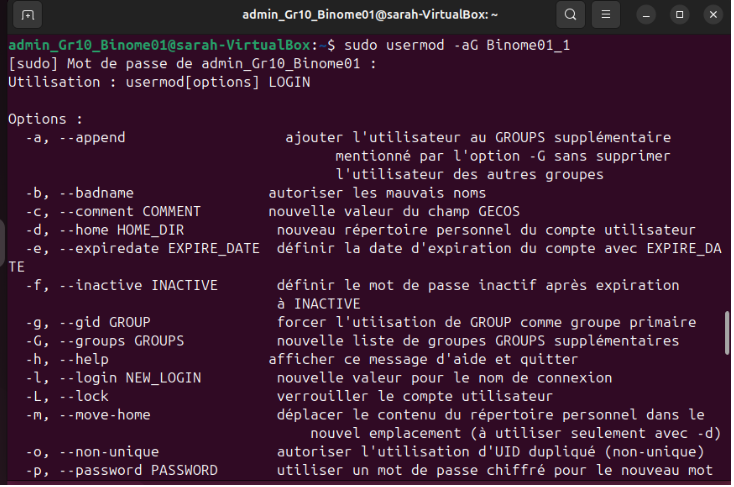 admin_Gr10_Binome01@sarah-VirtualBox: ~
admin_Gr10_Binome01@sarah-VirtualBox:~$ sudo usermod -aG Binome01_1
[sudo] Mot de passe de admin_Gr10_Binome01 :
Utilisation : usermod[options] LOGIN
Options :
-a, --append ajouter l'utilisateur au GROUPS supplémentaire
mentionné par l'option -G sans supprimer
l'utilisateur des autres groupes
-b, --badname autoriser les mauvais noms
-c, --comment COMMENT nouvelle valeur du champ GECOS
-d, --home HOME_DIR nouveau répertoire personnel du compte utilisateur
-e, --expiredate EXPIRE_DATE définir la date d'expiration du compte avec EXPIRE_DA
TE
-f, --inactive INACTIVE définir le mot de passe inactif après expiration
à INACTIVE
-g, --gid GROUP forcer l'utiisation de GROUP comme groupe primaire
-G, --groups GROUPS nouvelle liste de groupes GROUPS supplémentaires
-h, --help afficher ce message d'aide et quitter
-l, --login NEW_LOGIN nouvelle valeur pour le nom de connexion
-L, --lock verrouiller le compte utilisateur
-m, --move-home déplacer le contenu du répertoire personnel dans le
nouvel emplacement (à utiliser seulement avec -d)
-o, --non-unique autoriser l'utilisation d'UID dupliqué (non-unique)
-p, --password PASSWORD utiliser un mot de passe chiffré pour le nouveau mot